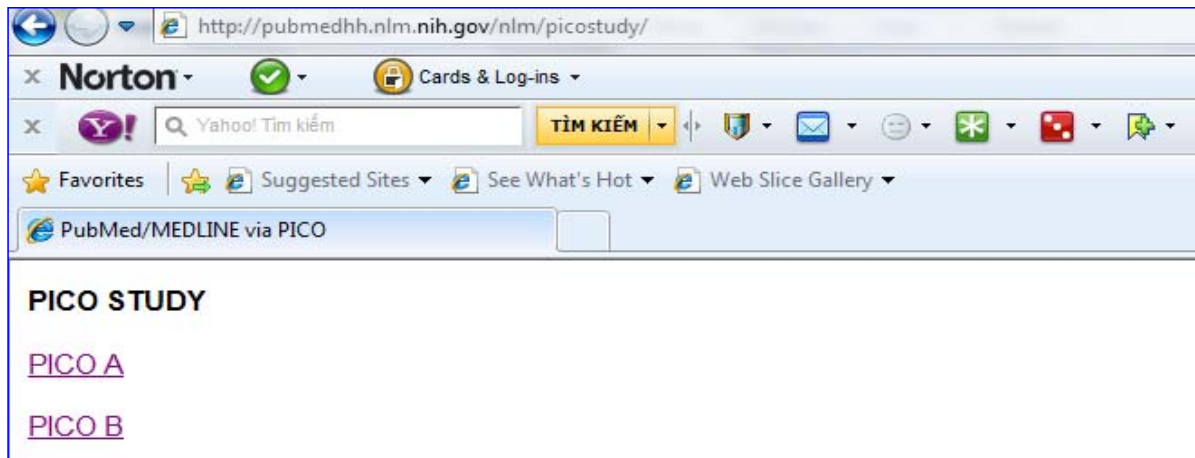 http://pubmedhh.nlm.nih.gov/nlm/picostudy/
x Norton Cards & Log-ins
x Y! Yahoo! Tìm kiếm TÌM KIẾM
Favorites Suggested Sites See What's Hot Web Slice Gallery
PubMed/MEDLINE via PICO
PICO STUDY
PICO A
PICO B